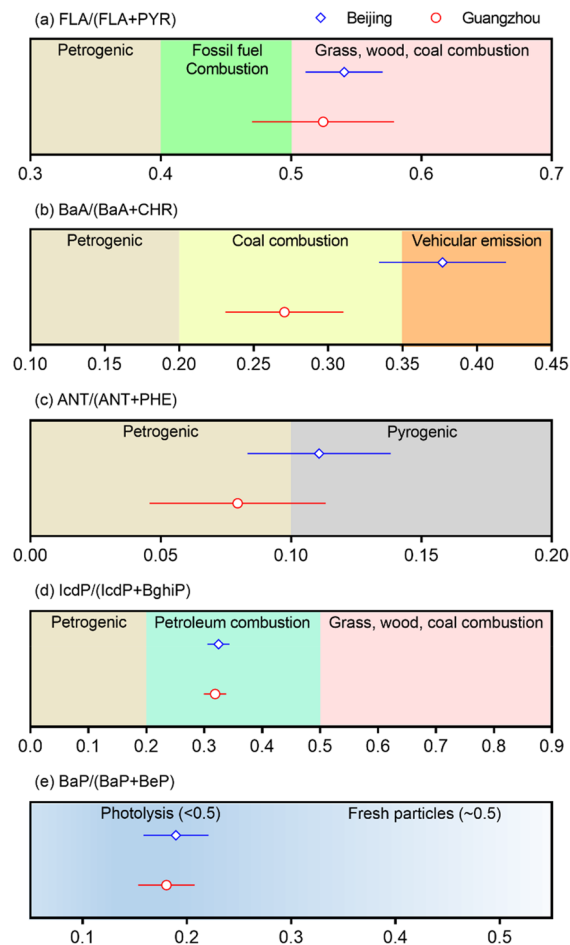 (a) FLA/(FLA+PYR) Beijing Guangzhou
Petrogenic Fossil fuel Combustion Grass, wood, coal combustion
0.3 0.4 0.5 0.6 0.7
(b) BaA/(BaA+CHR)
Petrogenic Coal combustion Vehicular emission
0.10 0.15 0.20 0.25 0.30 0.35 0.40 0.45
(c) ANT/(ANT+PHE)
Petrogenic Pyrogenic
0.00 0.05 0.10 0.15 0.20
(d) IcdP/(IcdP+BghiP)
Petrogenic Petroleum combustion Grass, wood, coal combustion
0.0 0.1 0.2 0.3 0.4 0.5 0.6 0.7 0.8 0.9
(e) BaP/(BaP+BeP)
Photolysis (<0.5) Fresh particles (~0.5)
0.1 0.2 0.3 0.4 0.5